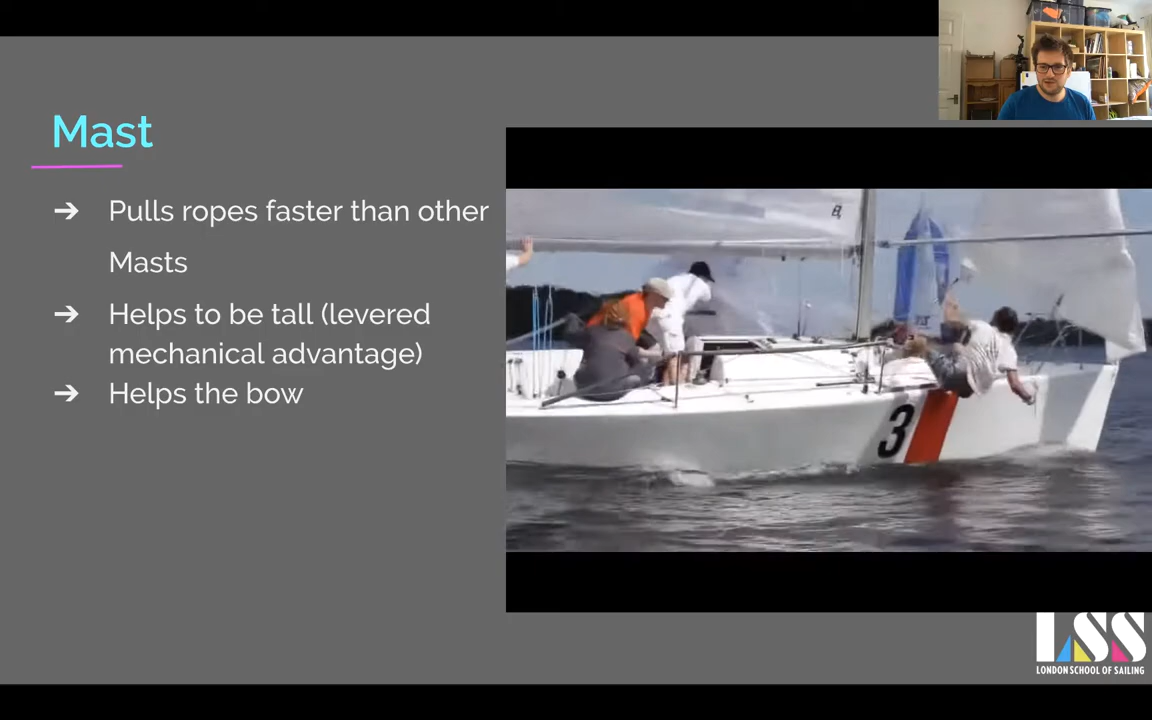 Mast
➔ Pulls ropes faster than other
Masts
➔ Helps to be tall (levered
mechanical advantage)
➔ Helps the bow
3
LSS
LONDON SCHOOL OF SAILING